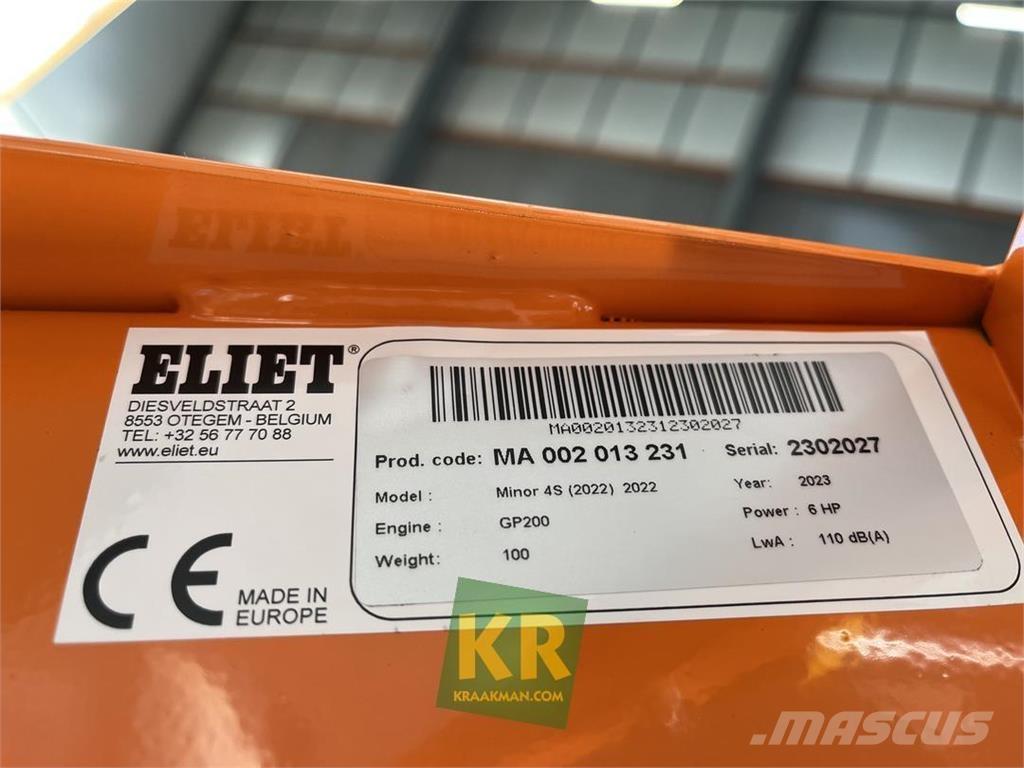 ELIET®
DIESVELDSTRAAT 2
8553 OTEGEM - BELGIUM
TEL: +32 56 77 70 88
www.eliet.eu
CE
MADE IN
EUROPE
MA0020132312302027
Prod. code: MA 002 013 231 Serial: 2302027
Model : Minor 4S (2022) 2022 Year: 2023
Engine : GP200 Power : 6 HP
Weight: 100 LwA : 110 dB(A)
KR
KRAAKMAN.COM
MASCUS